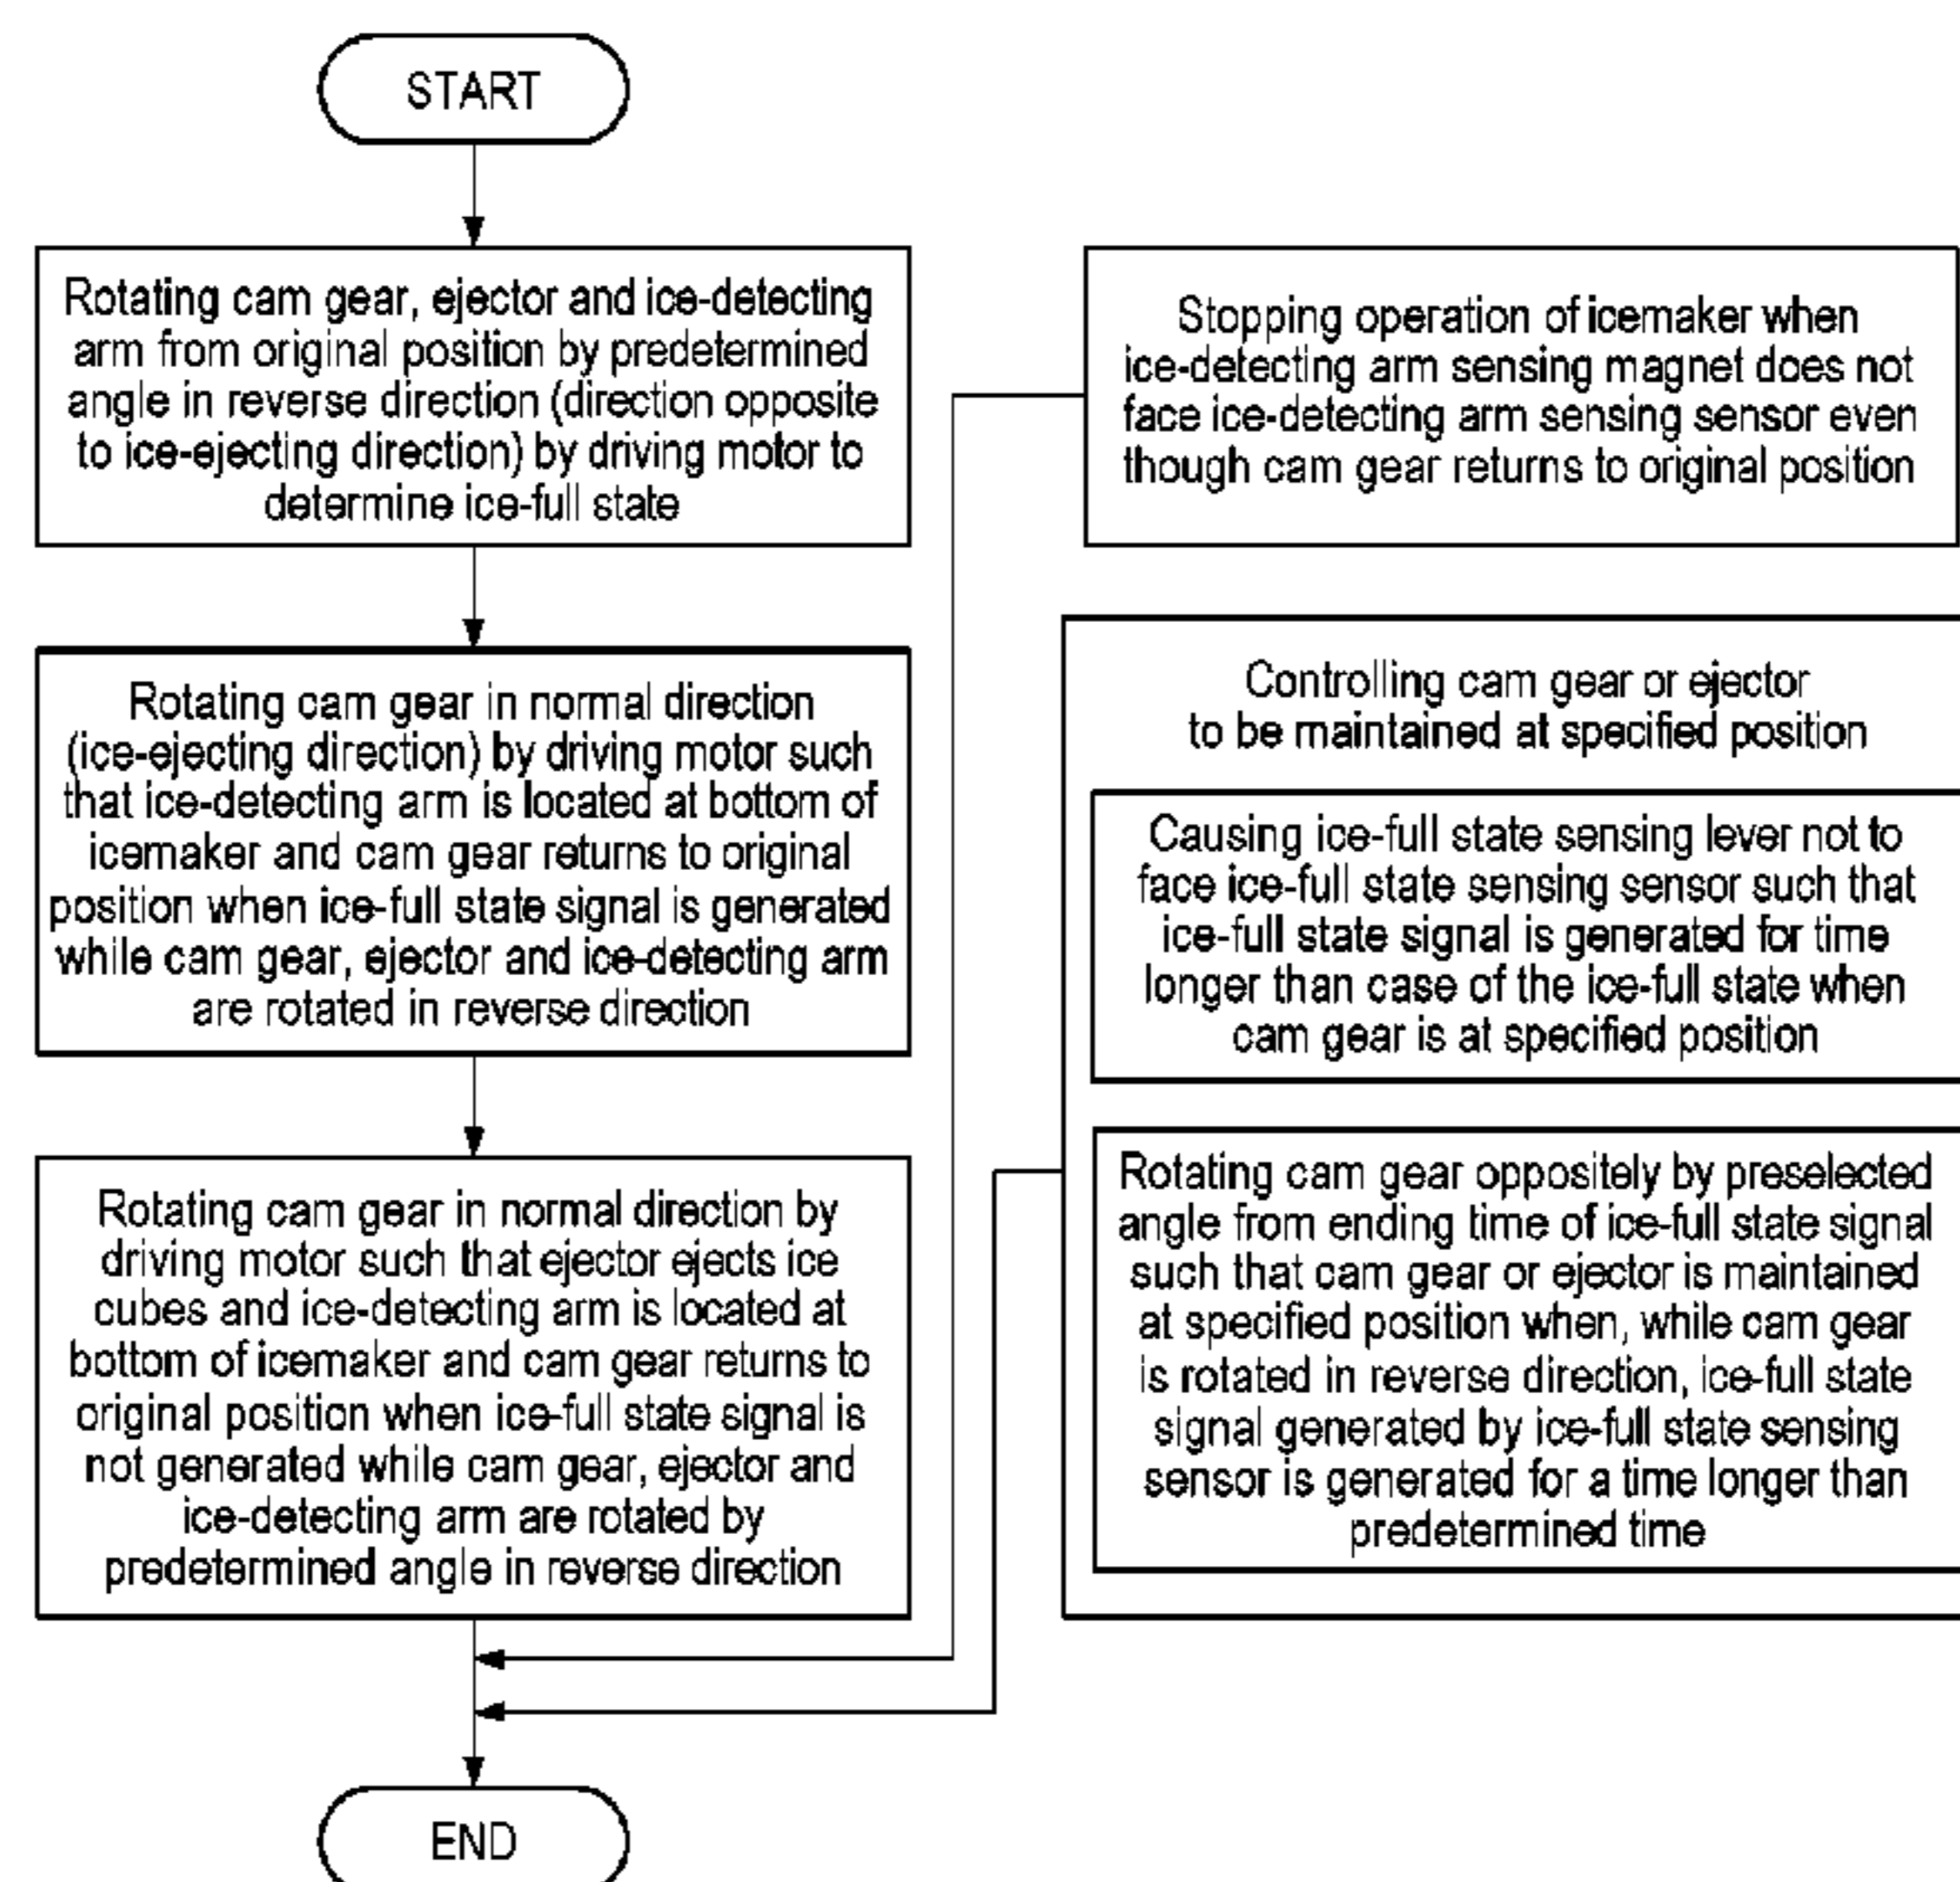 START
Rotating cam gear, ejector and ice-detecting
arm from original position by predetermined
angle in reverse direction (direction opposite
to ice-ejecting direction) by driving motor to
determine ice-full state
Rotating cam gear in normal direction
(ice-ejecting direction) by driving motor such
that ice-detecting arm is located at bottom of
icemaker and cam gear returns to original
position when ice-full state signal is generated
while cam gear, ejector and ice-detecting arm
are rotated in reverse direction
Rotating cam gear in normal direction by
driving motor such that ejector ejects ice
cubes and ice-detecting arm is located at
bottom of icemaker and cam gear returns to
original position when ice-full state signal is
not generated while cam gear, ejector and
ice-detecting arm are rotated by
predetermined angle in reverse direction
END
Stopping operation of icemaker when
ice-detecting arm sensing magnet does not
face ice-detecting arm sensing sensor even
though cam gear returns to original position
Controlling cam gear or ejector
to be maintained at specified position
Causing ice-full state sensing lever not to
face ice-full state sensing sensor such that
ice-full state signal is generated for time
longer than case of the ice-full state when
cam gear is at specified position
Rotating cam gear oppositely by preselected
angle from ending time of ice-full state signal
such that cam gear or ejector is maintained
at specified position when, while cam gear
is rotated in reverse direction, ice-full state
signal generated by ice-full state sensing
sensor is generated for a time longer than
predetermined time